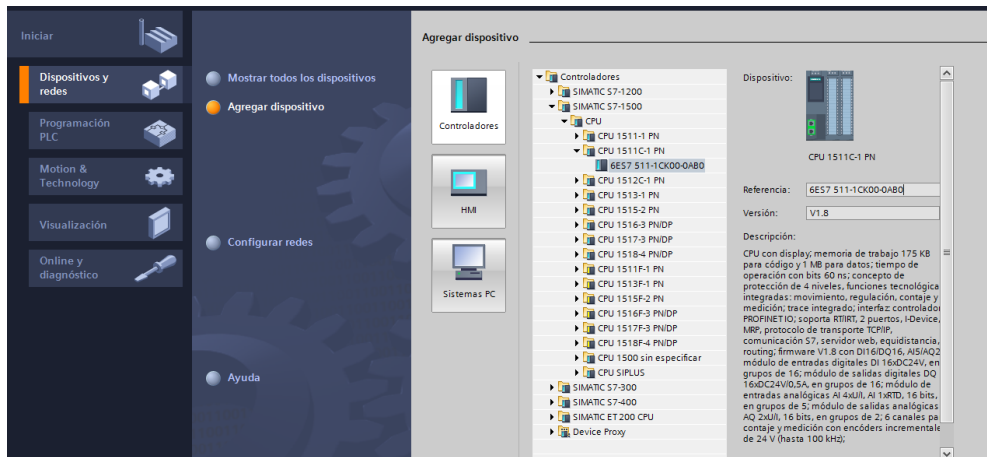 Iniciar
Dispositivos y
redes
Programación
PLC
Motion &
Technology
Visualización
Online y
diagnóstico
Mostrar todos los dispositivos
Agregar dispositivo
Configurar redes
Ayuda
Agregar dispositivo
Controladores
HMI
Sistemas PC
Controladores
SIMATIC S7-1200
SIMATIC S7-1500
CPU
CPU 1511-1 PN
CPU 1511C-1 PN
6ES7 511-1CK00-0AB0
CPU 1512C-1 PN
CPU 1513-1 PN
CPU 1515-2 PN
CPU 1516-3 PN/DP
CPU 1517-3 PN/DP
CPU 1518-4 PN/DP
CPU 1511F-1 PN
CPU 1513F-1 PN
CPU 1515F-2 PN
CPU 1516F-3 PN/DP
CPU 1517F-3 PN/DP
CPU 1518F-4 PN/DP
CPU 1500 sin especificar
CPU SIPLUS
SIMATIC S7-300
SIMATIC S7-400
SIMATIC ET 200 CPU
Device Proxy
Dispositivo:
CPU 1511C-1 PN
Referencia: 6ES7 511-1CK00-0AB0
Versión: V1.8
Descripción:
CPU con display; memoria de trabajo 175 KB
para código y 1 MB para datos; tiempo de
operación con bits 60 ns; concepto de
protección de 4 niveles, funciones tecnológica
integradas: movimiento, regulación, contaje y
medición; trace integrado; interfaz: controlador
PROFINET IO; soporta RT/IRT, 2 puertos, I-Device,
MRP, protocolo de transporte TCP/IP,
comunicación S7, servidor web, equidistancia,
routing; firmware V1.8 con DI16/DQ16, AI5/AQ2
módulo de entradas digitales DI 16xDC24V, en
grupos de 16; módulo de salidas digitales DQ
16xDC24V/0,5A, en grupos de 16; módulo de
entradas analógicas AI 4xU/I, AI 1xRTD, 16 bits,
en grupos de 5; módulo de salidas analógicas
AQ 2xU/I, 16 bits, en grupos de 2; 6 canales pa
contaje y medición con encóders incrementale
de 24 V (hasta 100 kHz);